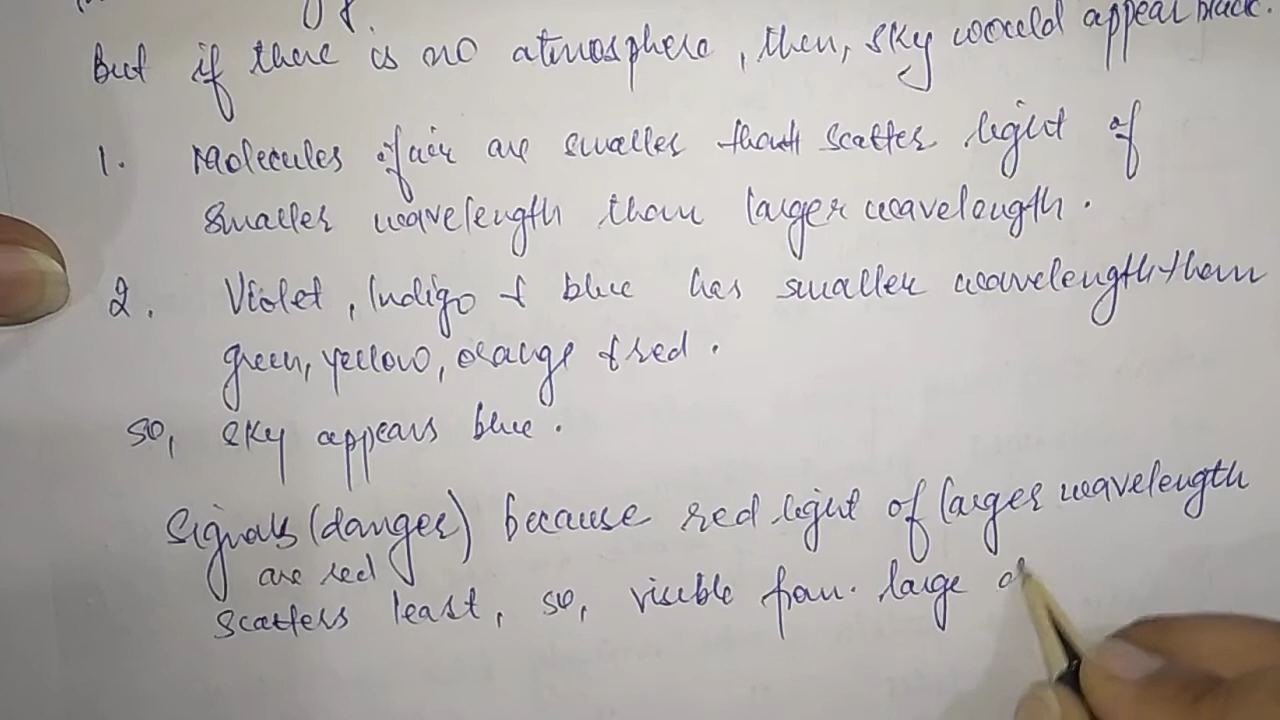 But if there is no atmosphere, then, sky would appear black.
1. Molecules of air are smaller that scatter light of
smaller wavelength than larger wavelength.
2. Violet, Indigo & blue has smaller wavelength than
green, yellow, orange & red.
so, sky appears blue.
Signals (danger) because red light of larger wavelength
are red
scatters least, so, visible from. large